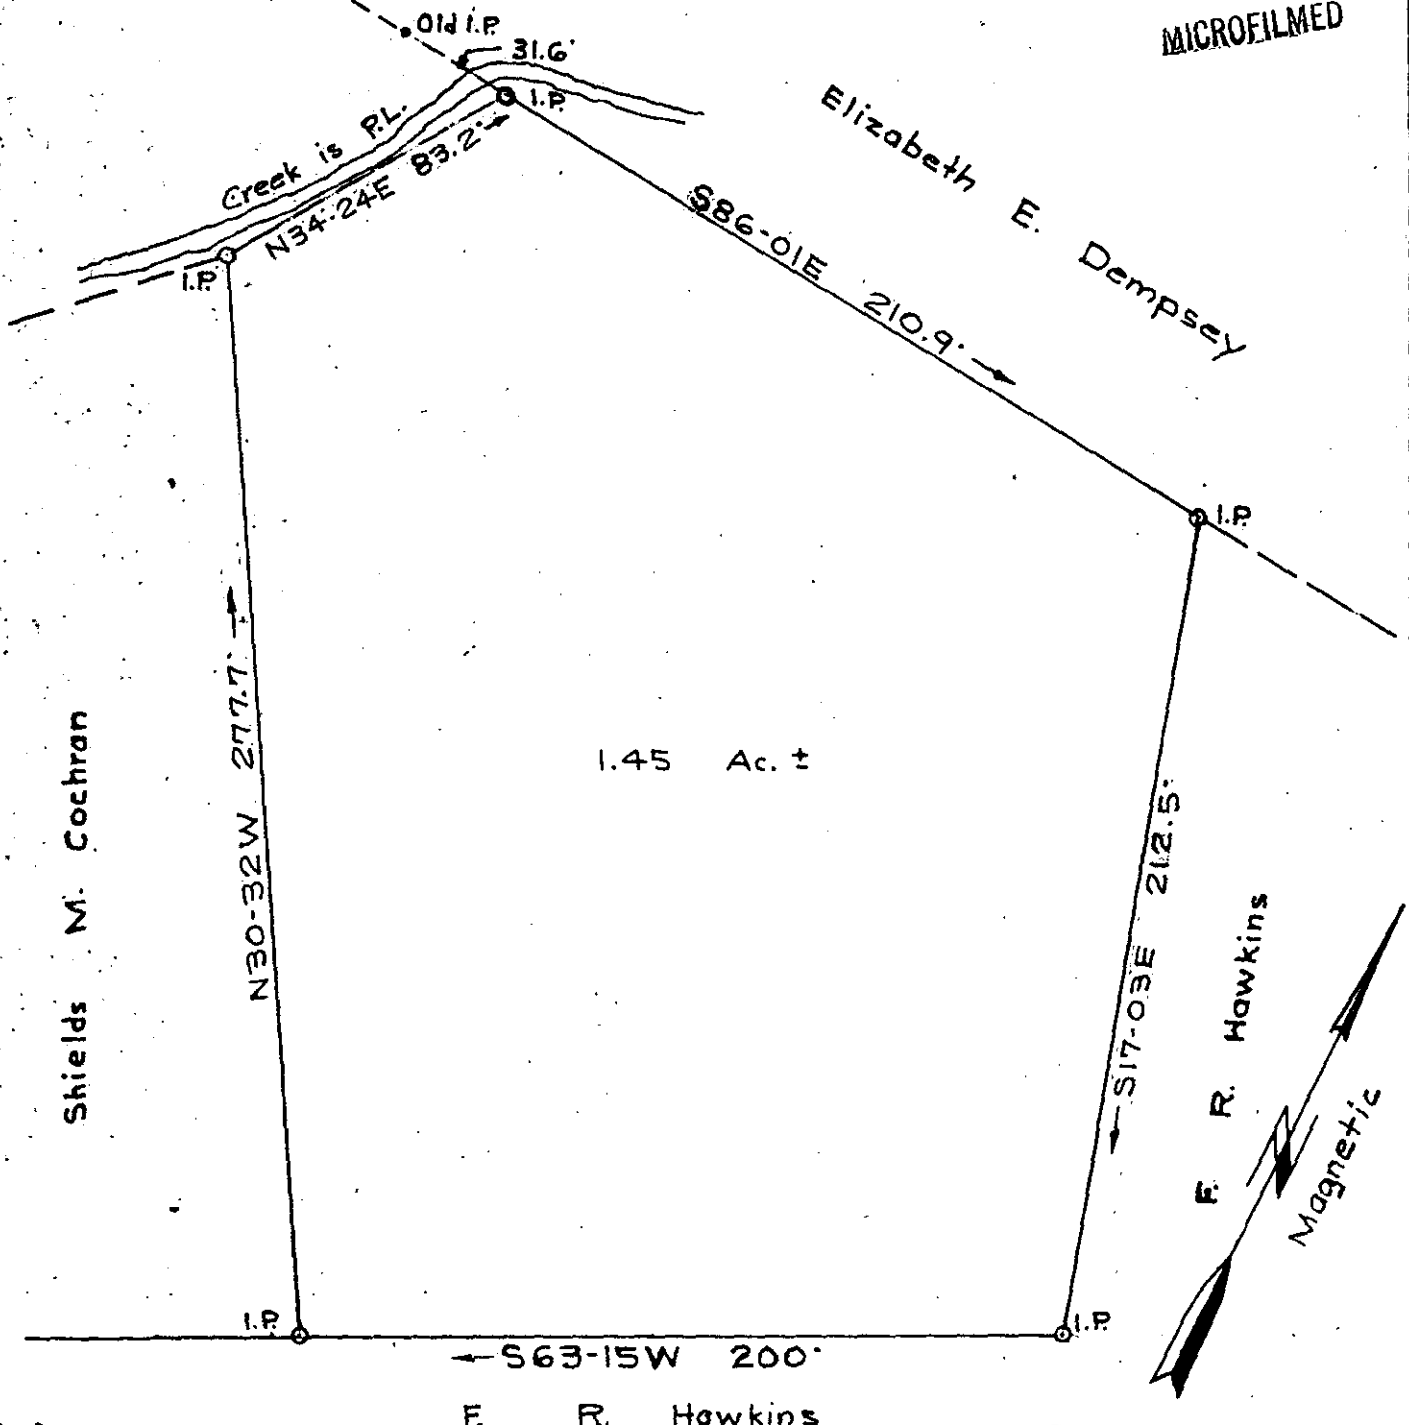 MICROFILMED
Old I.P.
31.6'
I.P.
Creek is P.L.
N34-24E 83.2'
I.P.
Elizabeth E. Dempsey
S86-01E 210.9'
I.P.
N30-32W 277.7'
Shields M. Cochran
1.45 Ac. ±
S17-03E 212.5'
F. R. Hawkins
Magnetic
I.P.
I.P.
S63-15W 200'
F. R. Hawkins